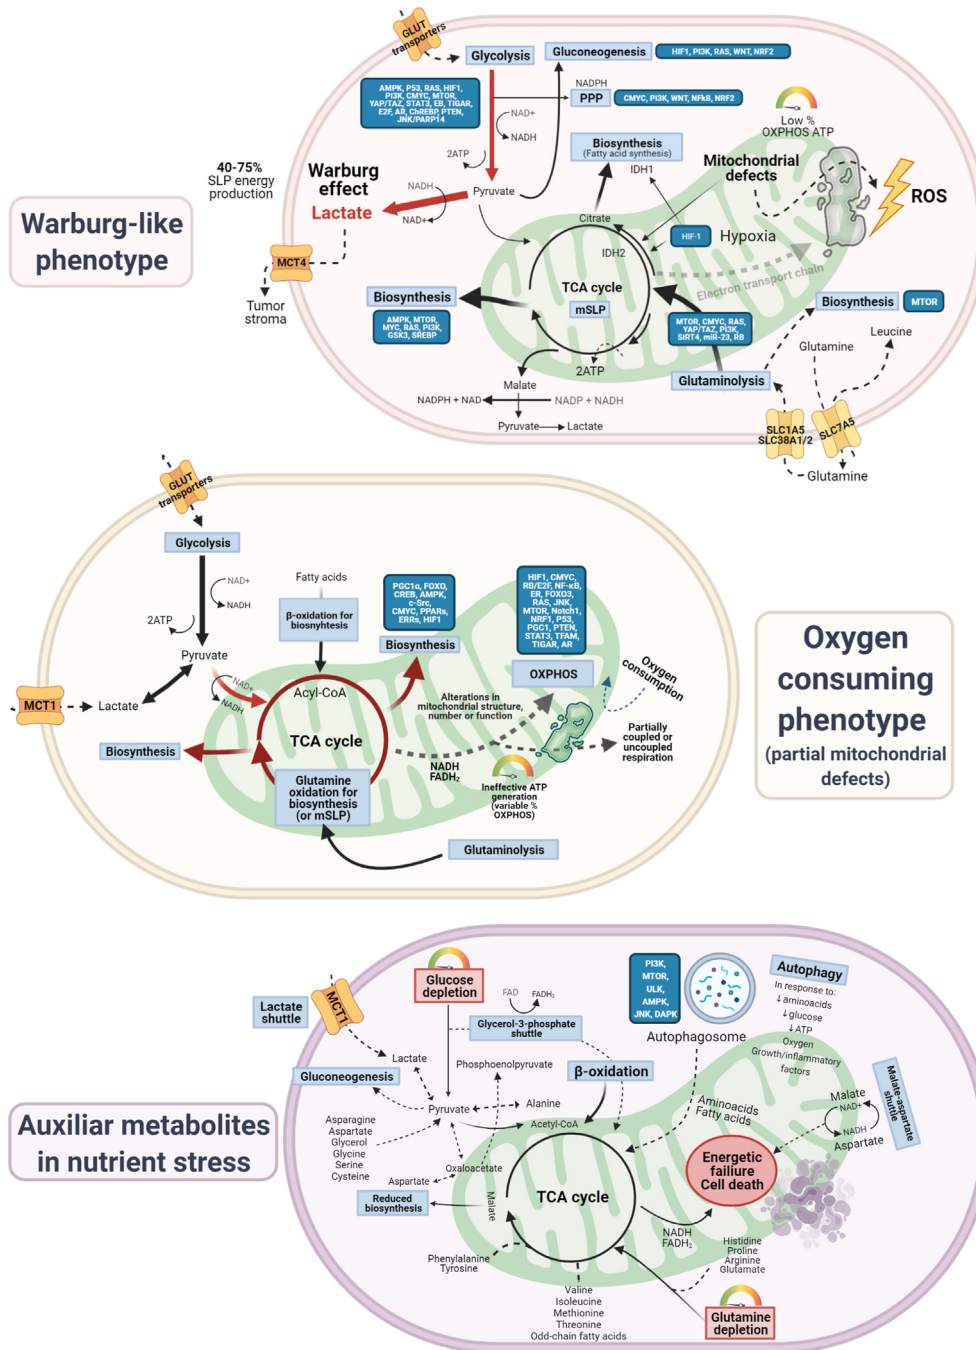 GLUT
transporters
Glycolysis
Gluconeogenesis
HIF1, PI3K, RAS, WNT, NRF2
AMPK, P53, RAS, HIF1,
PI3K, CMYC, MTOR,
YAP/TAZ, STAT3, EB, TIGAR,
E2F, AR, ChREBP, PTEN,
JNK/PARP14
NADPH
PPP
CMYC, PI3K, WNT, NFkB, NRF2
NAD+
NADH
Low %
OXPHOS ATP
Biosynthesis
(Fatty acid synthesis)
2ATP
40-75%
SLP energy
production
Warburg
effect
Lactate
NADH
NAD+
Pyruvate
IDH1
Mitochondrial
defects
ROS
Citrate
HIF-1
Hypoxia
IDH2
Warburg-like
phenotype
MCT4
Electron transport chain
Tumor
stroma
Biosynthesis
TCA cycle
mSLP
Biosynthesis
MTOR
AMPK, MTOR,
MYC, RAS, PI3K,
GSK3, SREBP
MTOR, CMYC, RAS,
YAP/TAZ, PI3K,
SIRT4, miR-23, RB
Leucine
Glutamine
2ATP
Malate
Glutaminolysis
NADPH + NAD
NADP + NADH
Pyruvate
Lactate
SLC1A5
SLC38A1/2
SLC7A5
Glutamine
GLUT
transporters
Glycolysis
NAD+
NADH
2ATP
Pyruvate
Fatty acids
β-oxidation for
biosnyhtesis
PGC1α, FOXO,
CREB, AMPK,
c-Src,
CMYC, PPARs,
ERRs, HIF1
Biosynthesis
HIF1, CMYC,
RB/E2F, NF-κB,
ER, FOXO3,
RAS, JNK,
MTOR, Notch1,
NRF1, P53,
PGC1, PTEN,
STAT3, TFAM,
TIGAR, AR
OXPHOS
Oxygen
consumption
NAD+
NADH
Acyl-CoA
MCT1
Lactate
Alterations in
mitochondrial structure,
number or function
Partially
coupled or
uncoupled
respiration
Biosynthesis
TCA cycle
NADH
FADH₂
Glutamine
oxidation for
biosynthesis
(or mSLP)
Ineffective ATP
generation
(variable %
OXPHOS)
Glutaminolysis
Oxygen
consuming
phenotype
(partial mitochondrial
defects)
Lactate
shuttle
MCT1
Glucose
depletion
FAD
FADH₂
Glycerol-3-phosphate
shuttle
PI3K,
MTOR,
ULK,
AMPK,
JNK, DAPK
Autophagosome
Autophagy
In response to:
↓aminoacids
↓glucose
↓ATP
Oxygen
Growth/inflammatory
factors
Lactate
Gluconeogenesis
Phosphoenolpyruvate
β-oxidation
Malate-aspartate
shuttle
Malate
NAD+
NADH
Aspartate
Pyruvate
Alanine
Acetyl-CoA
Aminoacids
Fatty acids
Asparagine
Aspartate
Glycerol
Glycine
Serine
Cysteine
Oxaloacetate
Aspartate
Auxiliar metabolites
in nutrient stress
Energetic
failure
Cell death
Reduced
biosynthesis
Malate
TCA cycle
NADH
FADH₂
Phenylalanine
Tyrosine
Histidine
Proline
Arginine
Glutamate
Valine
Isoleucine
Methionine
Threonine
Odd-chain fatty acids
Glutamine
depletion